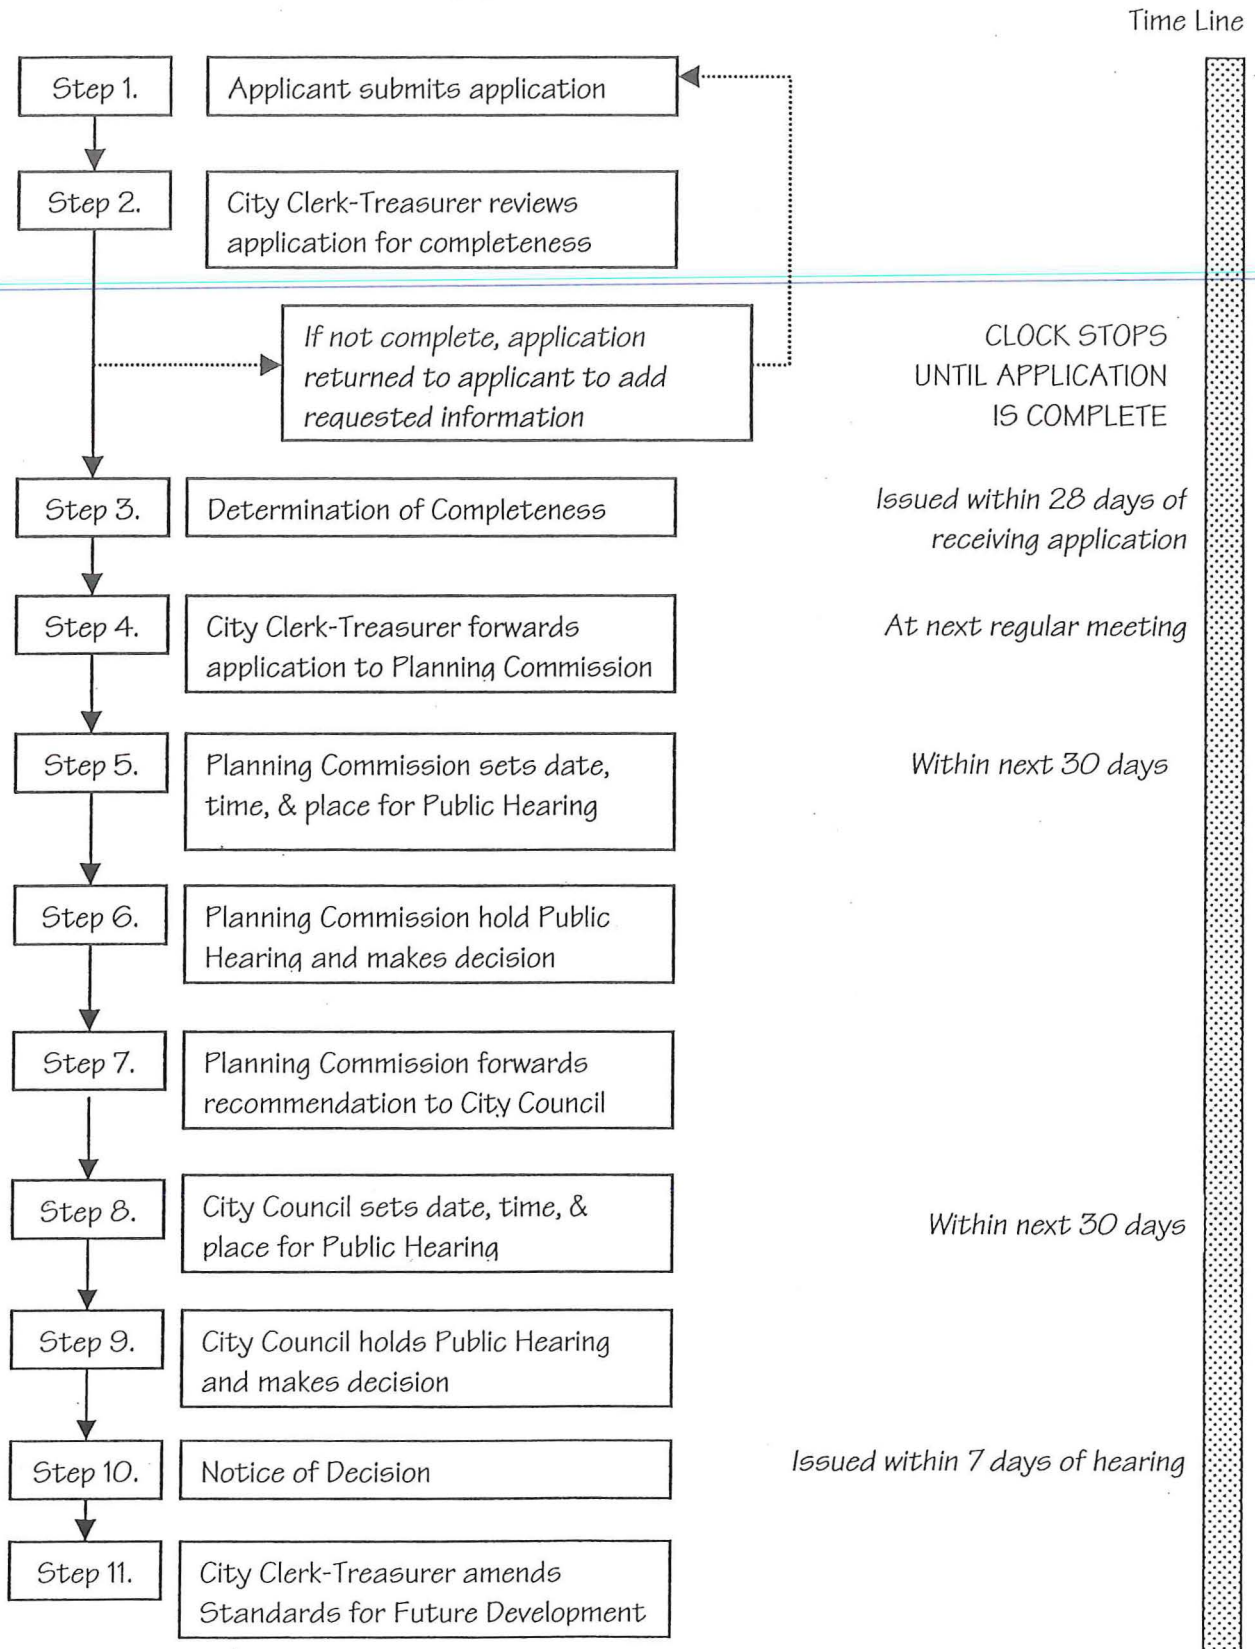 Time Line
Step 1.
Applicant submits application
Step 2.
City Clerk-Treasurer reviews
application for completeness
If not complete, application
returned to applicant to add
requested information
CLOCK STOPS
UNTIL APPLICATION
IS COMPLETE
Step 3.
Determination of Completeness
Issued within 28 days of
receiving application
Step 4.
City Clerk-Treasurer forwards
application to Planning Commission
At next regular meeting
Step 5.
Planning Commission sets date,
time, & place for Public Hearing
Within next 30 days
Step 6.
Planning Commission hold Public
Hearing and makes decision
Step 7.
Planning Commission forwards
recommendation to City Council
Step 8.
City Council sets date, time, &
place for Public Hearing
Within next 30 days
Step 9.
City Council holds Public Hearing
and makes decision
Step 10.
Notice of Decision
Issued within 7 days of hearing
Step 11.
City Clerk-Treasurer amends
Standards for Future Development